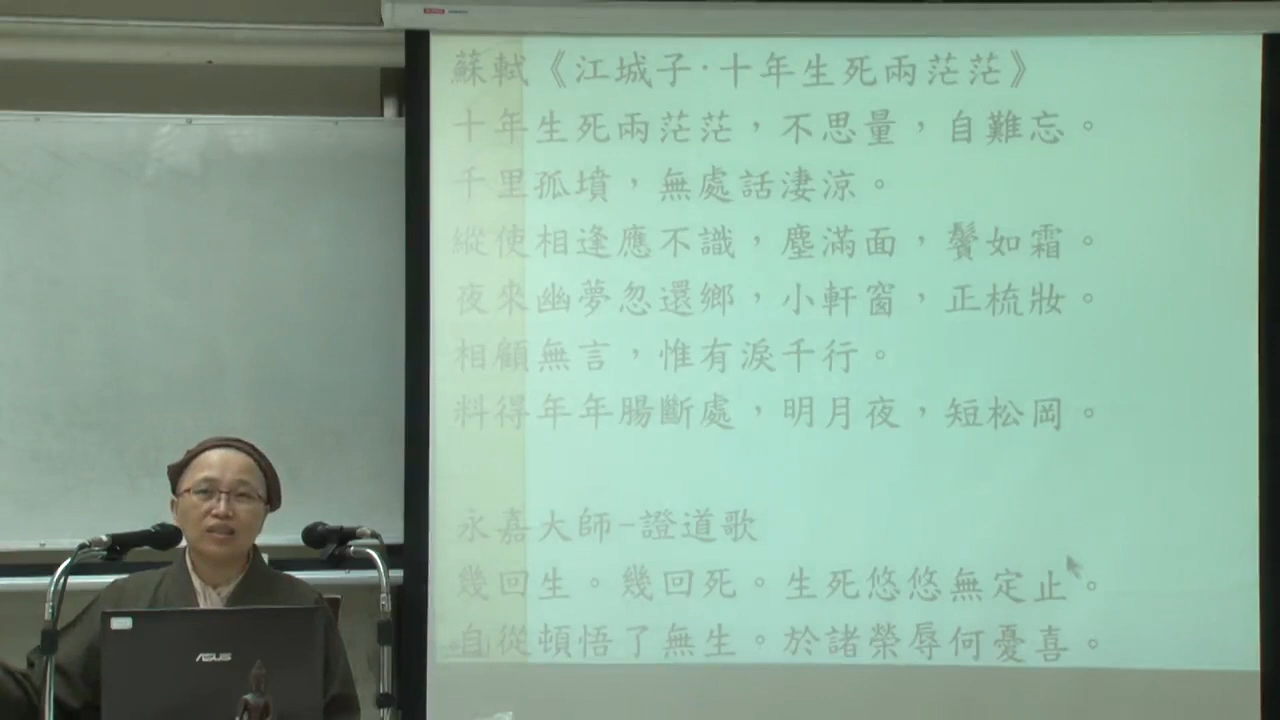 蘇軾《江城子·十年生死兩茫茫》
十年生死兩茫茫，不思量，自難忘。
千里孤墳，無處話淒涼。
縱使相逢應不識，塵滿面，鬢如霜。
夜來幽夢忽還鄉，小軒窗，正梳妝。
相顧無言，惟有淚千行。
料得年年腸斷處，明月夜，短松岡。
永嘉大師-證道歌
幾回生。幾回死。生死悠悠無定止。
自從頓悟了無生。於諸榮辱何憂喜。
ASUS